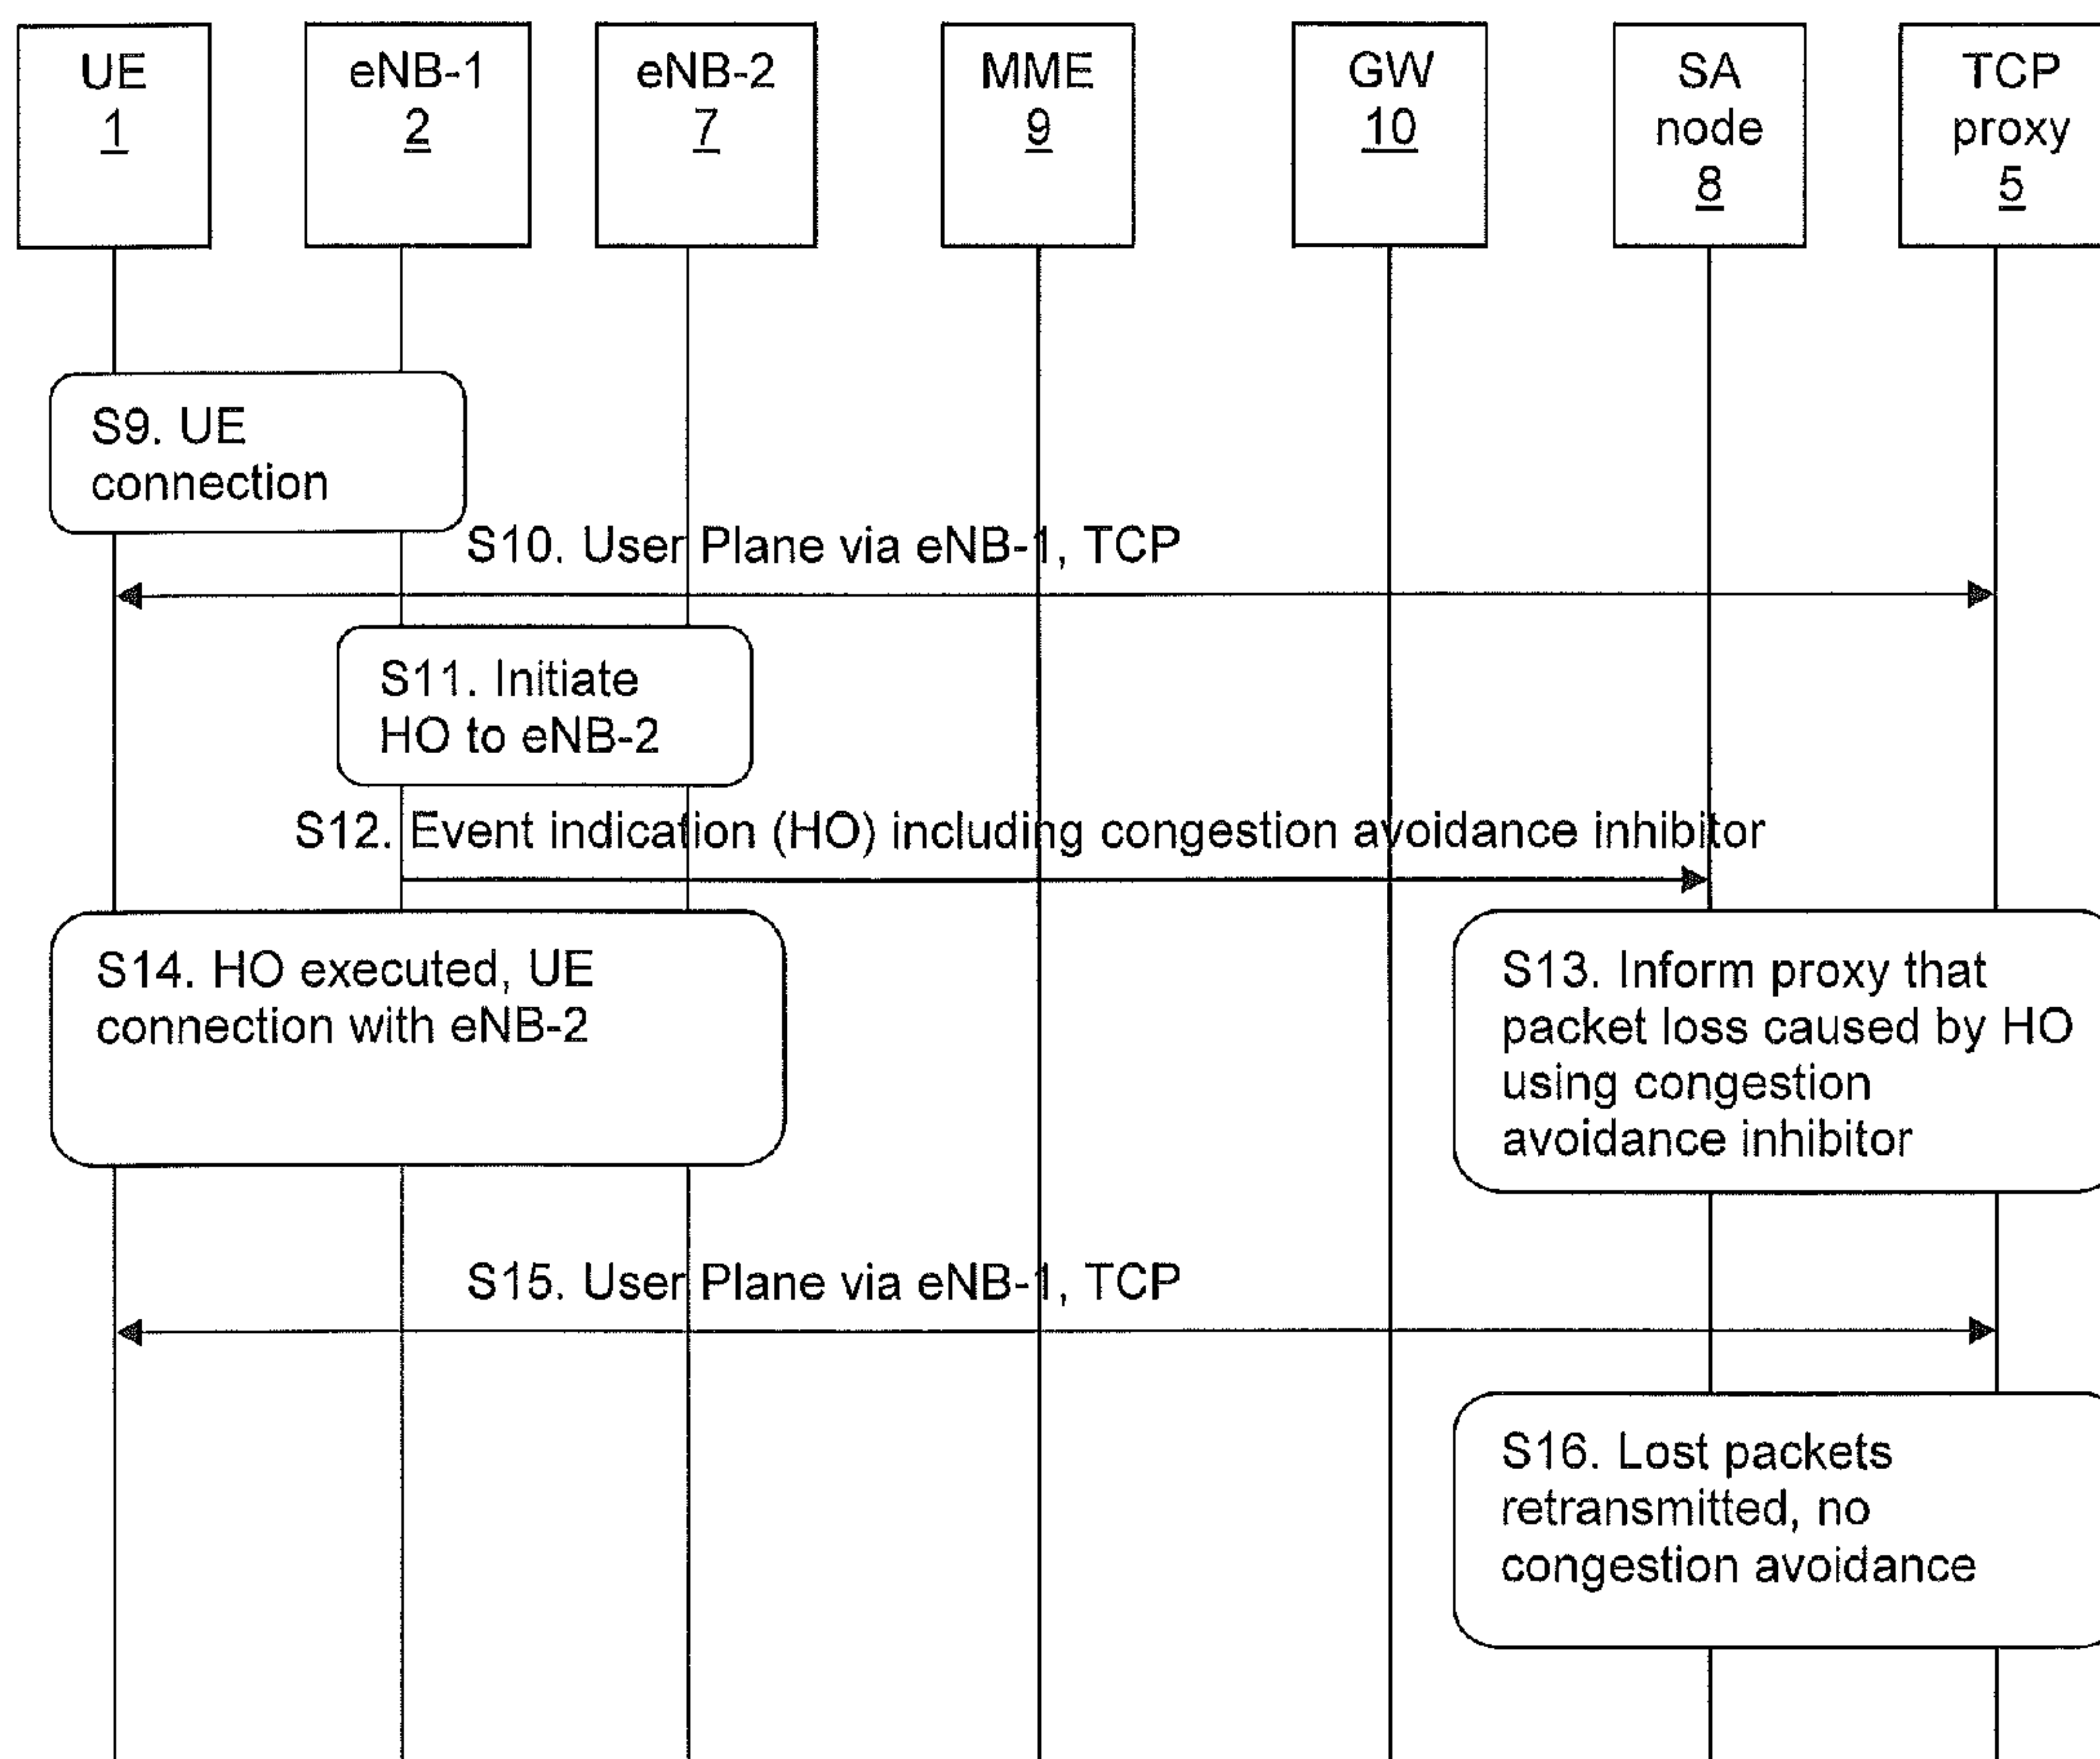 UE
1
eNB-1
2
eNB-2
7
MME
9
GW
10
SA
node
8
TCP
proxy
5
S9. UE
connection
S10. User Plane via eNB-1, TCP
S11. Initiate
HO to eNB-2
S12. Event indication (HO) including congestion avoidance inhibitor
S14. HO executed, UE
connection with eNB-2
S13. Inform proxy that
packet loss caused by HO
using congestion
avoidance inhibitor
S15. User Plane via eNB-1, TCP
S16. Lost packets
retransmitted, no
congestion avoidance